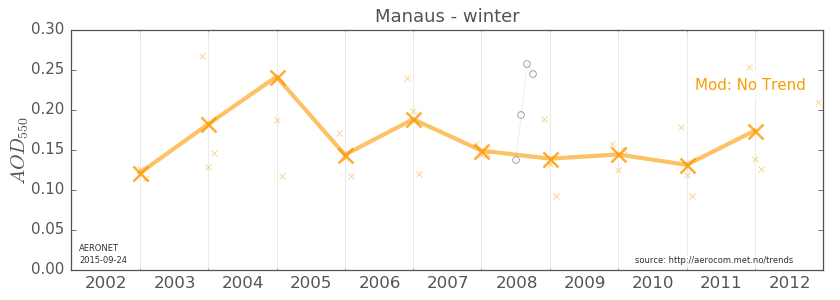 Manaus - winter
0.30
0.25
0.20
0.15
0.10
0.05
0.00
AOD550
Mod: No Trend
AERONET
2015-09-24
source: http://aerocom.met.no/trends
2002 2003 2004 2005 2006 2007 2008 2009 2010 2011 2012